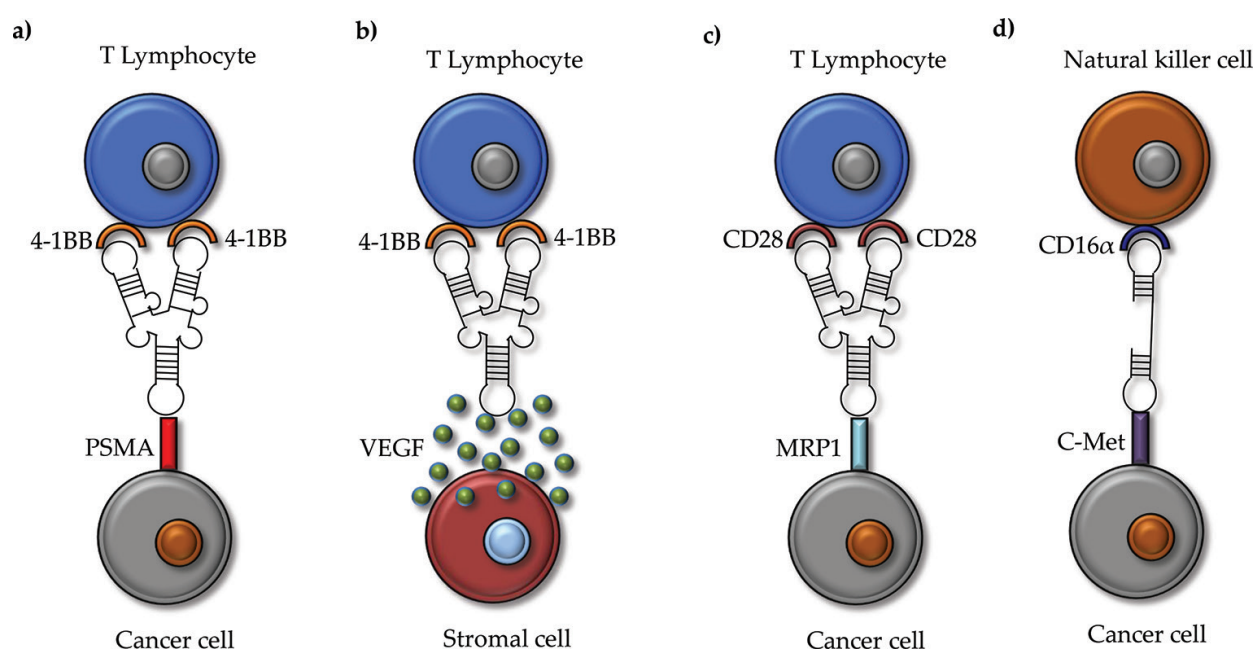 a)
T Lymphocyte
4-1BB
4-1BB
PSMA
Cancer cell
b)
T Lymphocyte
4-1BB
4-1BB
VEGF
Stromal cell
c)
T Lymphocyte
CD28
CD28
MRP1
Cancer cell
d)
Natural killer cell
CD16α
C-Met
Cancer cell